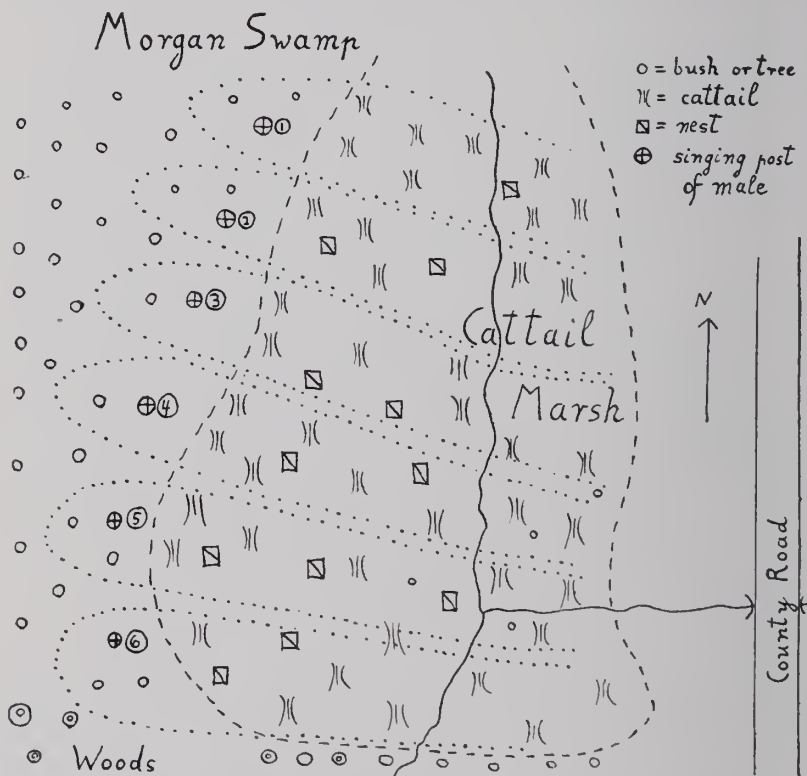 Morgan Swamp
o = bush or tree
= cattail
= nest
singing post
of male
1
2
3
N
Cattail
4
Marsh
5
6
County Road
Woods